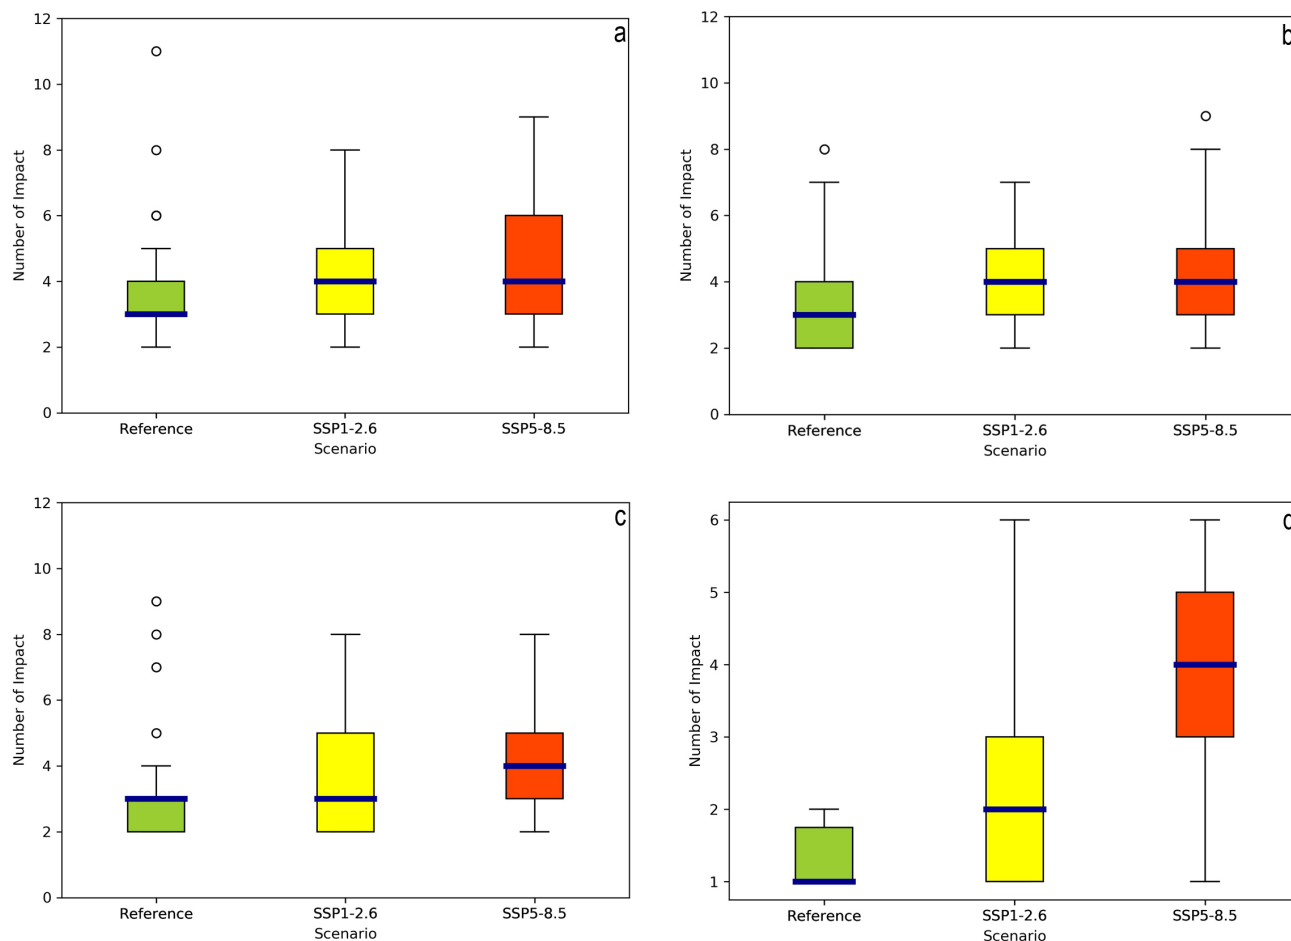 a
12
10
8
6
4
2
0
Number of Impact
Reference
SSP1-2.6
SSP5-8.5
Scenario
b
12
10
8
6
4
2
0
Number of Impact
Reference
SSP1-2.6
SSP5-8.5
Scenario
c
12
10
8
6
4
2
0
Number of Impact
Reference
SSP1-2.6
SSP5-8.5
Scenario
d
6
5
4
3
2
1
Number of Impact
Reference
SSP1-2.6
SSP5-8.5
Scenario